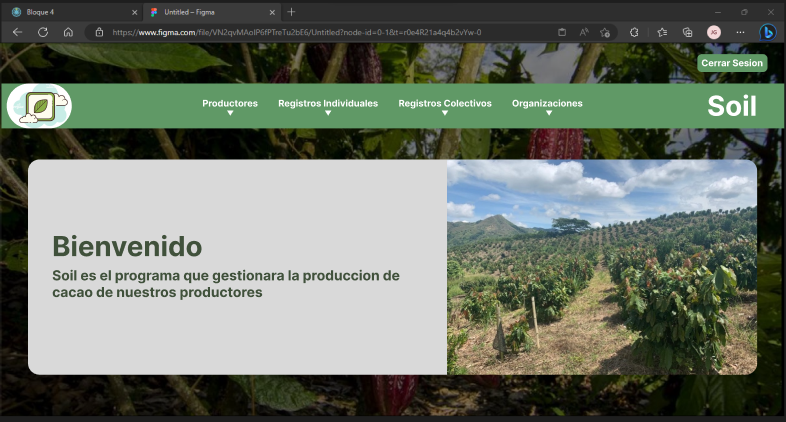 Bloque 4
Untitled – Figma
https://www.figma.com/file/VN2qvMAoIP6fPTreTu2bE6/Untitled?node-id=0-1&t=r0e4R21a4q4b2vYw-0
JG
Cerrar Sesion
Productores
Registros Individuales
Registros Colectivos
Organizaciones
Soil
Bienvenido
Soil es el programa que gestionara la produccion de
cacao de nuestros productores